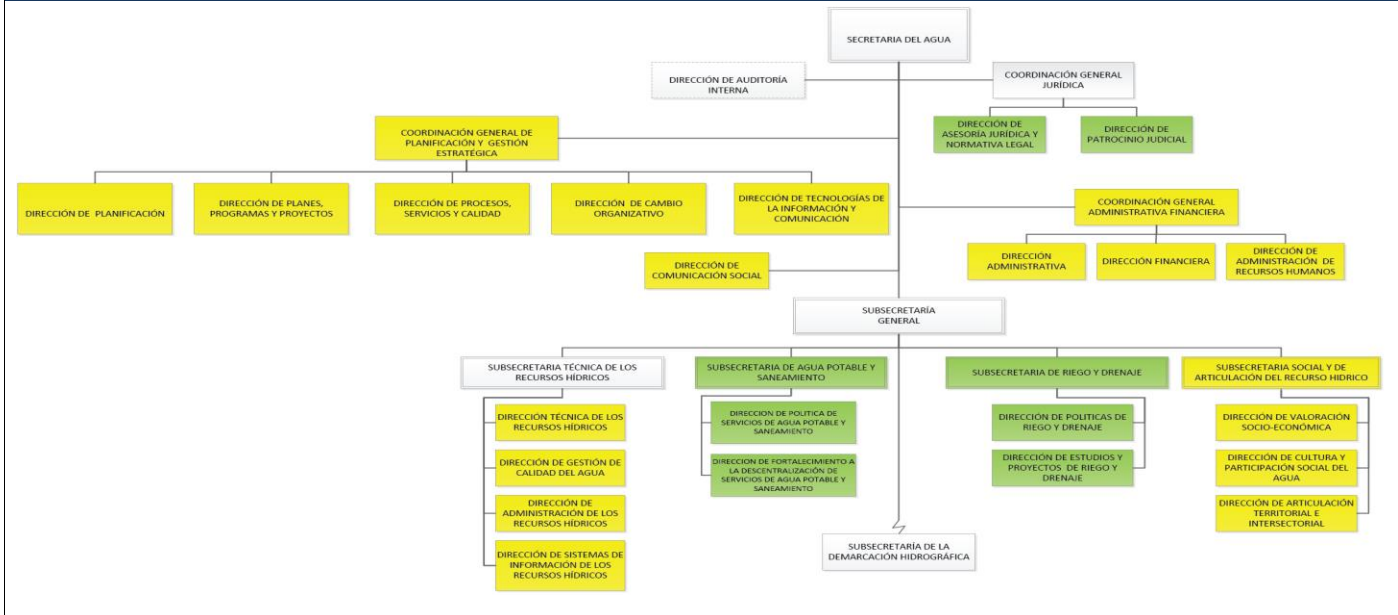 SECRETARIA DEL AGUA
DIRECCIÓN DE AUDITORÍA
INTERNA
COORDINACIÓN GENERAL
JURÍDICA
DIRECCIÓN DE
ASESORÍA JURÍDICA Y
NORMATIVA LEGAL
DIRECCIÓN DE
PATROCINIO JUDICIAL
COORDINACIÓN GENERAL DE
PLANIFICACIÓN Y GESTIÓN
ESTRATÉGICA
DIRECCIÓN DE PLANIFICACIÓN
DIRECCIÓN DE PLANES,
PROGRAMAS Y PROYECTOS
DIRECCIÓN DE PROCESOS,
SERVICIOS Y CALIDAD
DIRECCIÓN DE CAMBIO
ORGANIZATIVO
DIRECCIÓN DE TECNOLOGÍAS DE
LA INFORMACIÓN Y
COMUNICACIÓN
COORDINACIÓN GENERAL
ADMINISTRATIVA FINANCIERA
DIRECCIÓN
ADMINISTRATIVA
DIRECCIÓN FINANCIERA
DIRECCIÓN DE
ADMINISTRACIÓN DE
RECURSOS HUMANOS
DIRECCIÓN DE
COMUNICACIÓN SOCIAL
SUBSECRETARÍA
GENERAL
SUBSECRETARIA TÉCNICA DE LOS
RECURSOS HÍDRICOS
DIRECCIÓN TÉCNICA DE LOS
RECURSOS HÍDRICOS
DIRECCIÓN DE GESTIÓN DE
CALIDAD DEL AGUA
DIRECCIÓN DE
ADMINISTRACIÓN DE LOS
RECURSOS HÍDRICOS
DIRECCIÓN DE SISTEMAS DE
INFORMACIÓN DE LOS
RECURSOS HÍDRICOS
SUBSECRETARIA DE AGUA POTABLE Y
SANEAMIENTO
DIRECCION DE POLITICA DE
SERVICIOS DE AGUA POTABLE Y
SANEAMIENTO
DIRECCION DE FORTALECIMIENTO A
LA DESCENTRALIZACIÓN DE
SERVICIOS DE AGUA POTABLE Y
SANEAMIENTO
SUBSECRETARIA DE RIEGO Y DRENAJE
DIRECCIÓN DE POLITICAS DE
RIEGO Y DRENAJE
DIRECCIÓN DE ESTUDIOS Y
PROYECTOS DE RIEGO Y
DRENAJE
SUBSECRETARIA SOCIAL Y DE
ARTICULACIÓN DEL RECURSO HIDRICO
DIRECCIÓN DE VALORACIÓN
SOCIO-ECONÓMICA
DIRECCIÓN DE CULTURA Y
PARTICIPACIÓN SOCIAL DEL
AGUA
DIRECCIÓN DE ARTICULACIÓN
TERRITORIAL E
INTERSECTORIAL
SUBSECRETARÍA DE LA
DEMARCACIÓN HIDROGRÁFICA